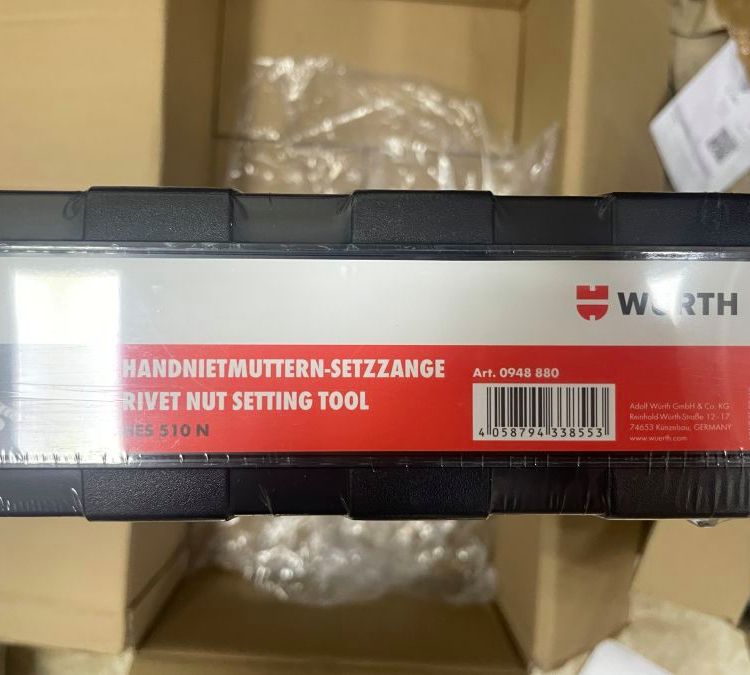 WÜRTH
HANDNIETMUTTERN-SETZZANGE
RIVET NUT SETTING TOOL
HES 510 N
Art. 0948 880
4 058794 338553
Adolf Würth GmbH & Co. KG
Reinhold-Würth-Straße 12–17
74653 Künzelsau, GERMANY
www.wuerth.com